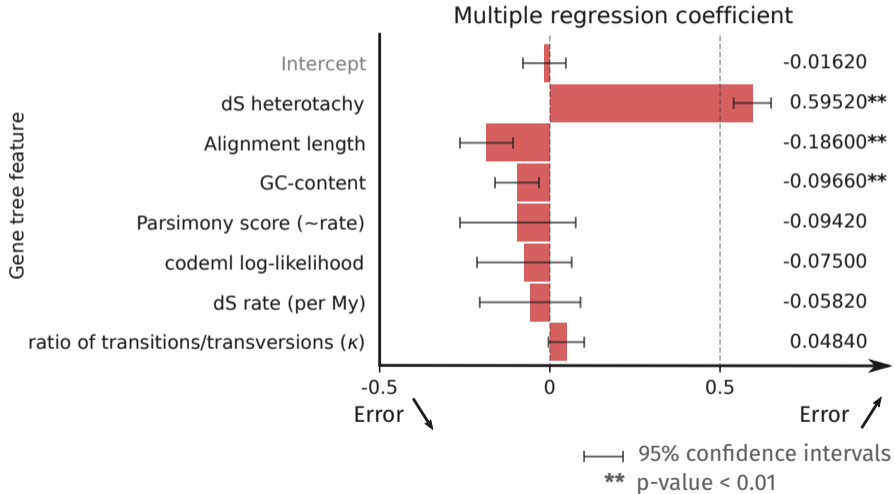 Multiple regression coefficient
Gene tree feature
Intercept -0.01620
dS heterotachy 0.59520**
Alignment length -0.18600**
GC-content -0.09660**
Parsimony score (~rate) -0.09420
codeml log-likelihood -0.07500
dS rate (per My) -0.05820
ratio of transitions/transversions (κ) 0.04840
-0.5 0 0.5
Error Error
95% confidence intervals
** p-value < 0.01